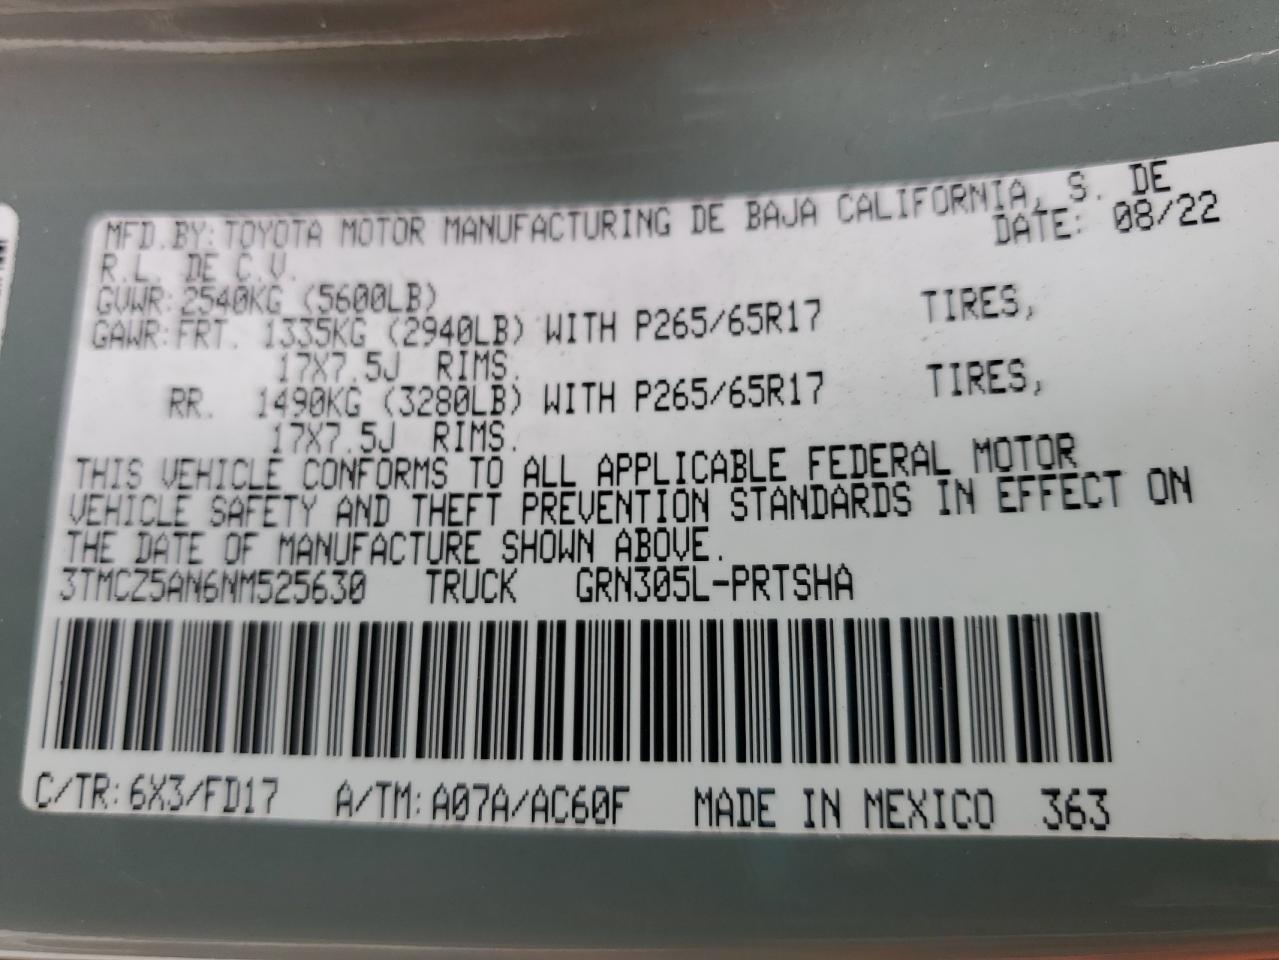 MFD.BY: TOYOTA MOTOR MANUFACTURING DE BAJA CALIFORNIA, S. DE
R.L. DE C.V. DATE: 08/22
GVWR: 2540KG (5600LB)
GAWR: FRT. 1335KG (2940LB) WITH P265/65R17 TIRES,
17X7.5J RIMS.
RR. 1490KG (3280LB) WITH P265/65R17 TIRES,
17X7.5J RIMS.
THIS VEHICLE CONFORMS TO ALL APPLICABLE FEDERAL MOTOR
VEHICLE SAFETY AND THEFT PREVENTION STANDARDS IN EFFECT ON
THE DATE OF MANUFACTURE SHOWN ABOVE.
3TMCZ5AN6NM525630 TRUCK GRN305L-PRTSHA
C/TR: 6X3/FD17 A/TM: A07A/AC60F MADE IN MEXICO 363